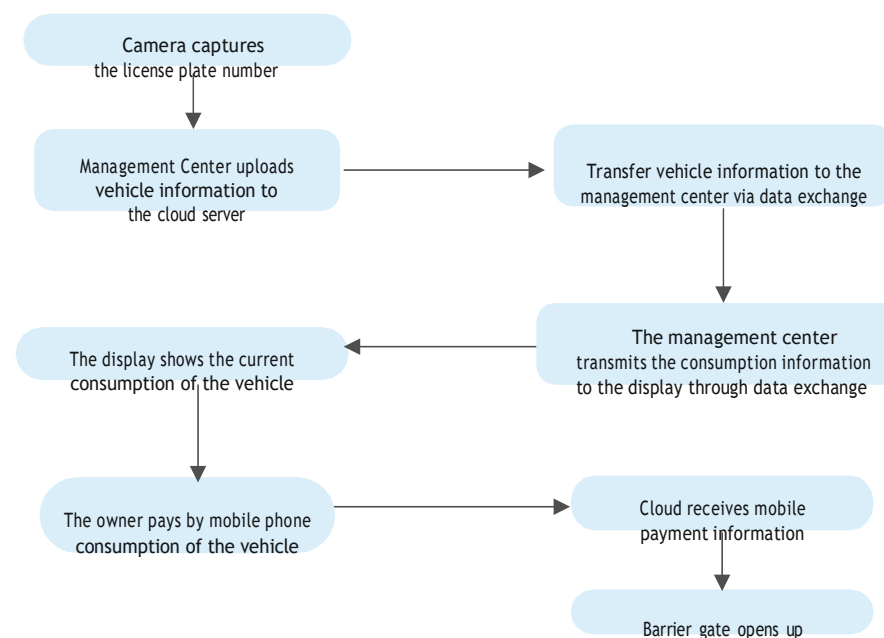 Camera captures
the license plate number
Management Center uploads
vehicle information to
the cloud server
Transfer vehicle information to the
management center via data exchange
The management center
transmits the consumption information
to the display through data exchange
The display shows the current
consumption of the vehicle
The owner pays by mobile phone
consumption of the vehicle
Cloud receives mobile
payment information
Barrier gate opens up